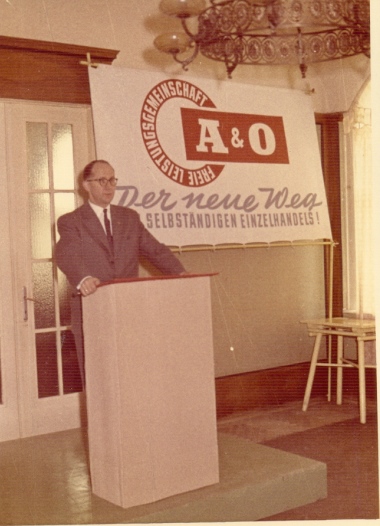 FREIE LEISTUNGSGEMEINSCHAFT
A & O
Der neue Weg
SELBSTÄNDIGEN EINZELHANDELS!